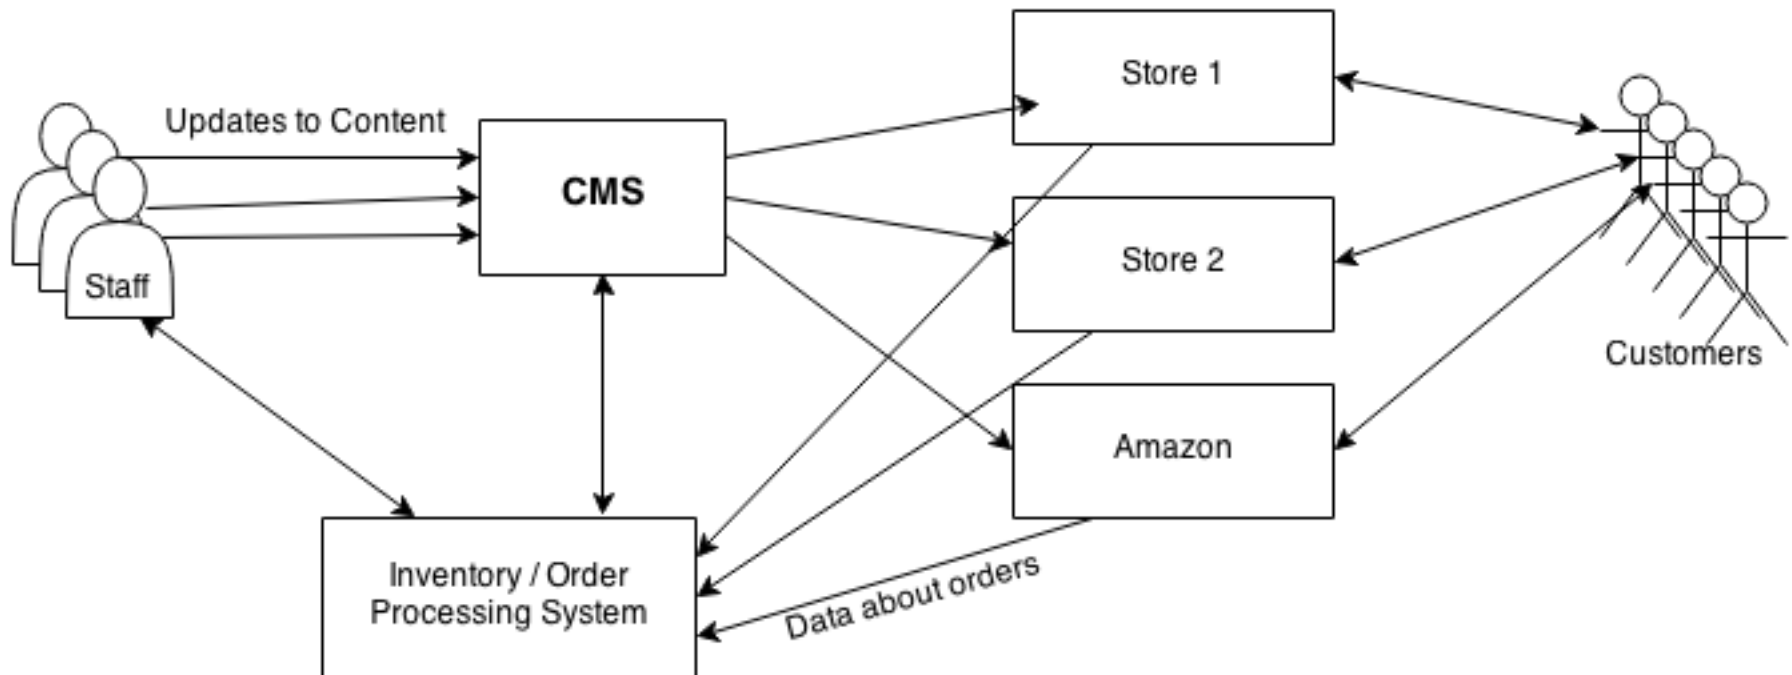 Store 1
Updates to Content
CMS
Store 2
Staff
Customers
Amazon
Inventory / Order
Processing System
Data about orders